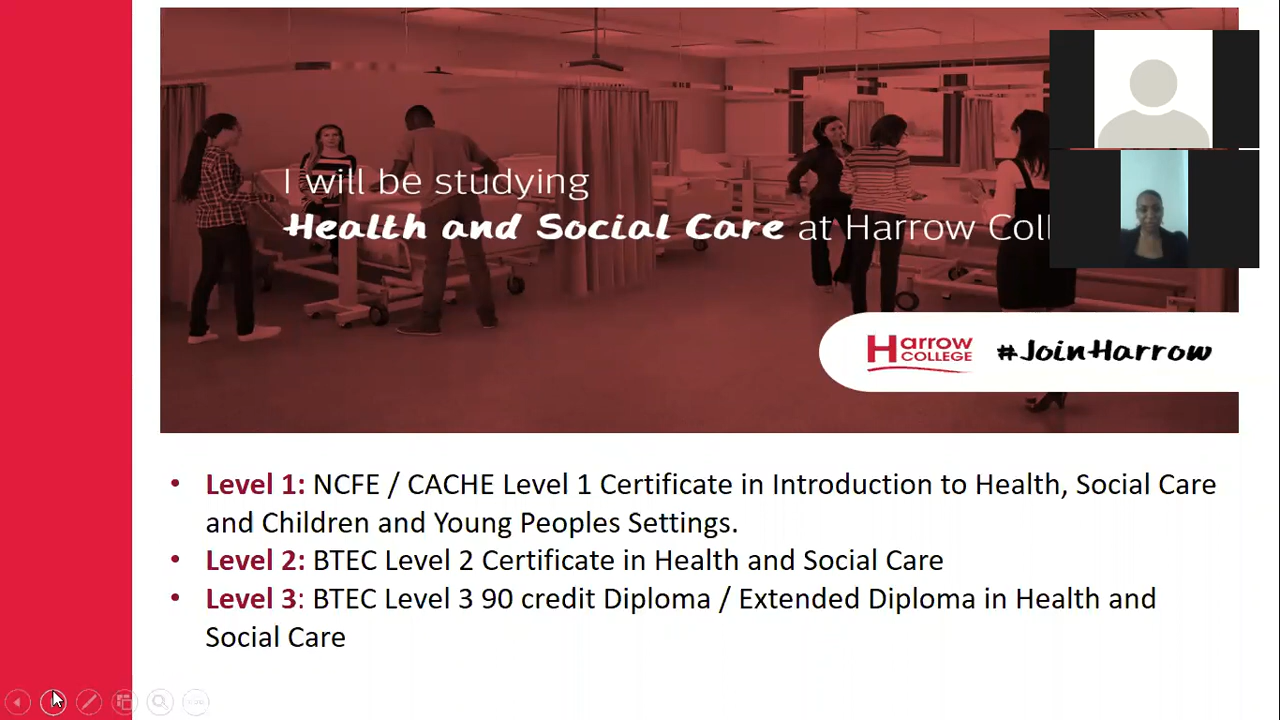 I will be studying
Health and Social Care at Harrow Coll
Harrow
COLLEGE
#JoinHarrow
• Level 1: NCFE / CACHE Level 1 Certificate in Introduction to Health, Social Care
and Children and Young Peoples Settings.
• Level 2: BTEC Level 2 Certificate in Health and Social Care
• Level 3: BTEC Level 3 90 credit Diploma / Extended Diploma in Health and
Social Care